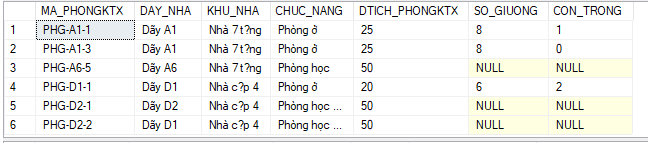 MA_PHONGKTX DAY_NHA KHU_NHA CHUC_NANG DTICH_PHONGKTX SO_GIUONG CON_TRONG
1 PHG-A1-1 Dãy A1 Nhà 7t?ng Phòng ở 25 8 1
2 PHG-A1-3 Dãy A1 Nhà 7t?ng Phòng ở 25 8 0
3 PHG-A6-5 Dãy A6 Nhà 7t?ng Phòng học 50 NULL NULL
4 PHG-D1-1 Dãy D1 Nhà c?p 4 Phòng ở 20 6 2
5 PHG-D2-1 Dãy D2 Nhà c?p 4 Phòng học ... 50 NULL NULL
6 PHG-D2-2 Dãy D1 Nhà c?p 4 Phòng học ... 50 NULL NULL